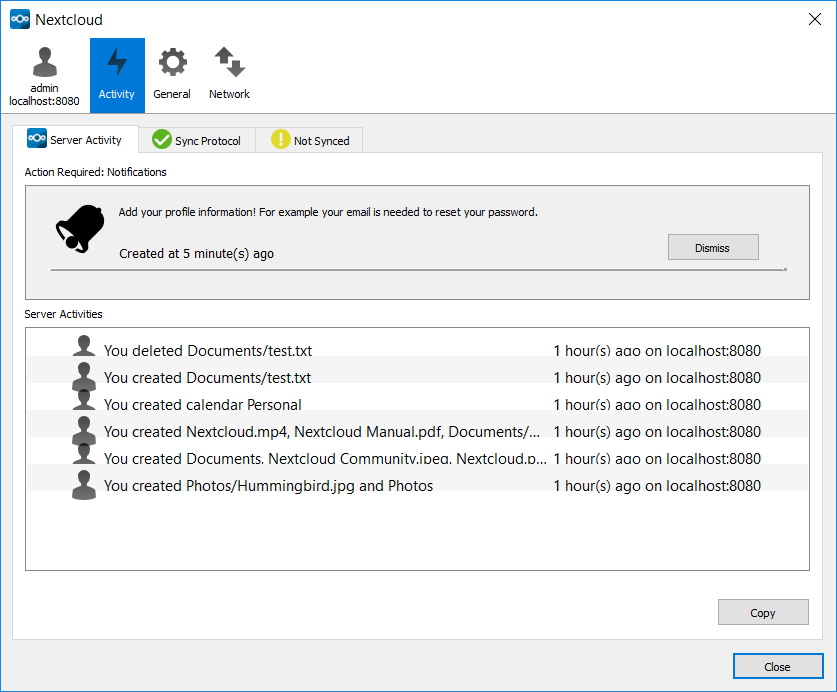 Nextcloud
admin
localhost:8080
Activity
General
Network
Server Activity
Sync Protocol
Not Synced
Action Required: Notifications
Add your profile information! For example your email is needed to reset your password.
Created at 5 minute(s) ago
Dismiss
Server Activities
You deleted Documents/test.txt 1 hour(s) ago on localhost:8080
You created Documents/test.txt 1 hour(s) ago on localhost:8080
You created calendar Personal 1 hour(s) ago on localhost:8080
You created Nextcloud.mp4, Nextcloud Manual.pdf, Documents/... 1 hour(s) ago on localhost:8080
You created Documents, Nextcloud Community.jpeg, Nextcloud.p... 1 hour(s) ago on localhost:8080
You created Photos/Hummingbird.jpg and Photos 1 hour(s) ago on localhost:8080
Copy
Close